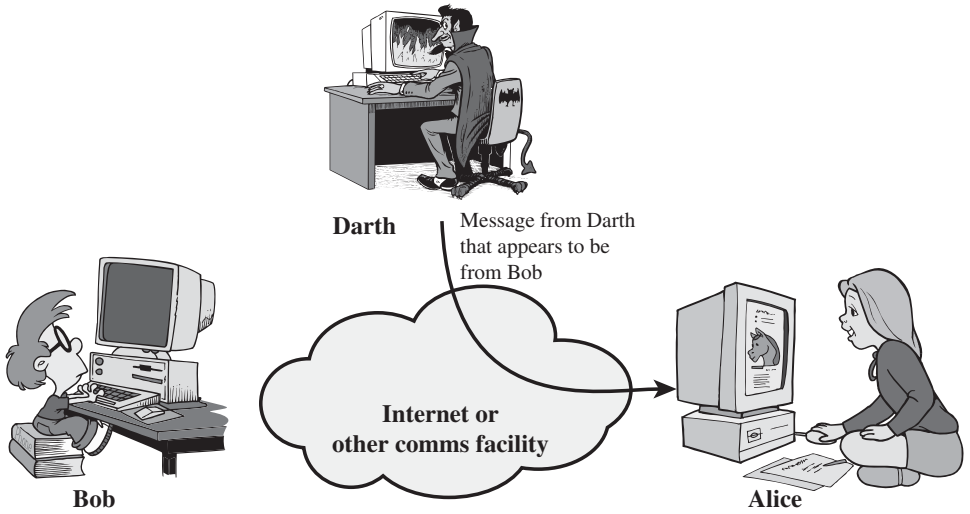 Darth
Message from Darth
that appears to be
from Bob
Internet or
other comms facility
Bob
Alice